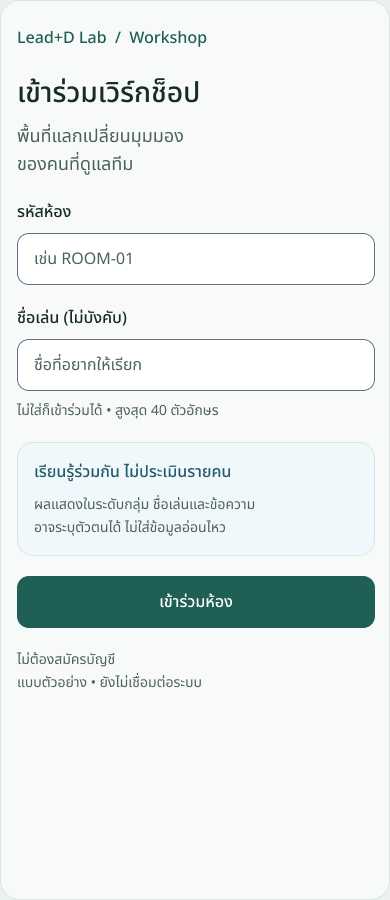 Lead+D Lab / Workshop
เข้าร่วมเวิร์กช็อป
พื้นที่แลกเปลี่ยนมุมมอง
ของคนที่ดูแลทีม
รหัสห้อง
เช่น ROOM-01
ชื่อเล่น (ไม่บังคับ)
ชื่อที่อยากให้เรียก
ไม่ใส่ก็เข้าร่วมได้ • สูงสุด 40 ตัวอักษร
เรียนรู้ร่วมกัน ไม่ประเมินรายคน
ผลแสดงในระดับกลุ่ม ชื่อเล่นและข้อความ
อาจระบุตัวตนได้ ไม่ใส่ข้อมูลอ่อนไหว
เข้าร่วมห้อง
ไม่ต้องสมัครบัญชี
แบบตัวอย่าง • ยังไม่เชื่อมต่อระบบ